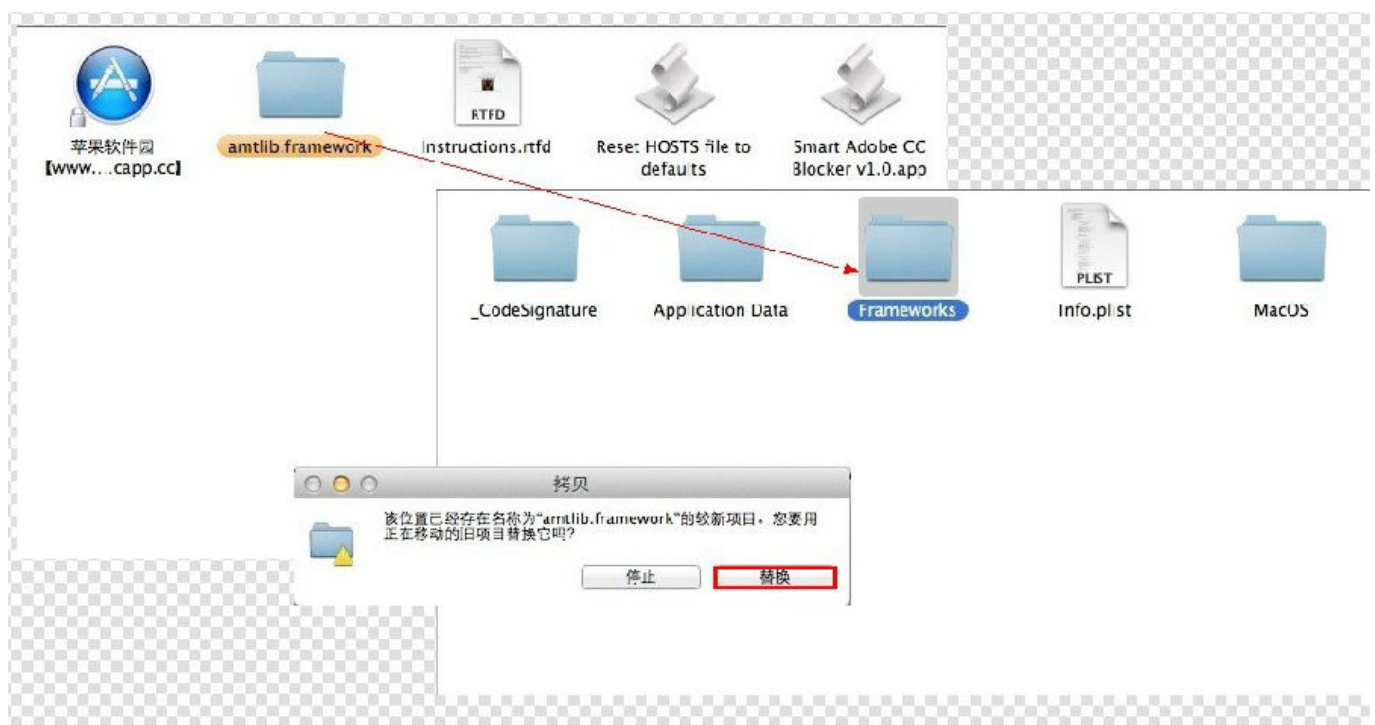 RTFD
苹果软件园
【www....capp.cc】
amtlib.framework
Instructions.rtfd
Reset HOSTS file to
defaults
Smart Adobe CC
Blocker v1.0.app
PLIST
_CodeSignature
Application Data
Frameworks
Info.plist
MacOS
拷贝
该位置已经存在名称为“amtlib.framework”的较新项目。您要用
正在移动的旧项目替换它吗?
停止
替换